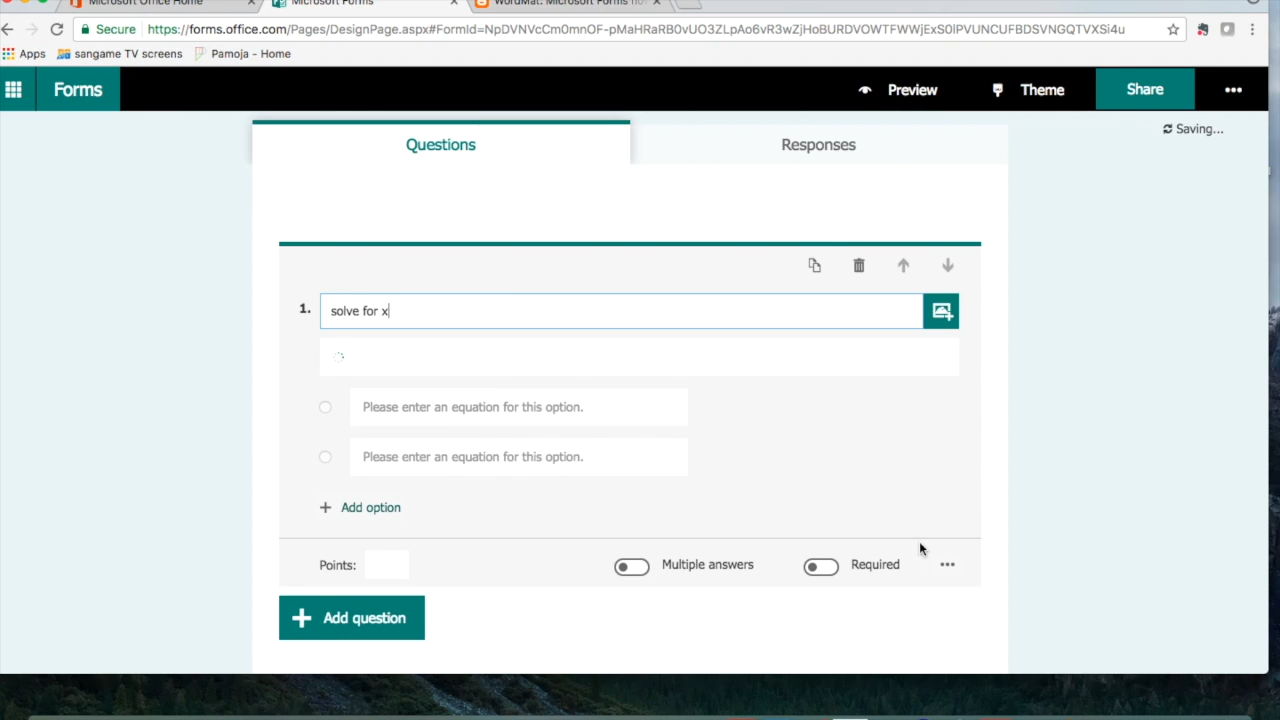 Microsoft Office Home
Microsoft Forms
WordMat: Microsoft Forms
Secure https://forms.office.com/Pages/DesignPage.aspx#FormId=NpDVNVcCm0mnOF-pMaHRaRB0vUO3ZLpAo6vR3wZjHoBURDVOWTFWWjExS0lPVUNCUFBDSVNGQTVXSi4u
Apps sangame TV screens Pamoja - Home
Forms Preview Theme Share
Saving...
Questions Responses
1. solve for x
Please enter an equation for this option.
Please enter an equation for this option.
Add option
Points: Multiple answers Required
Add question